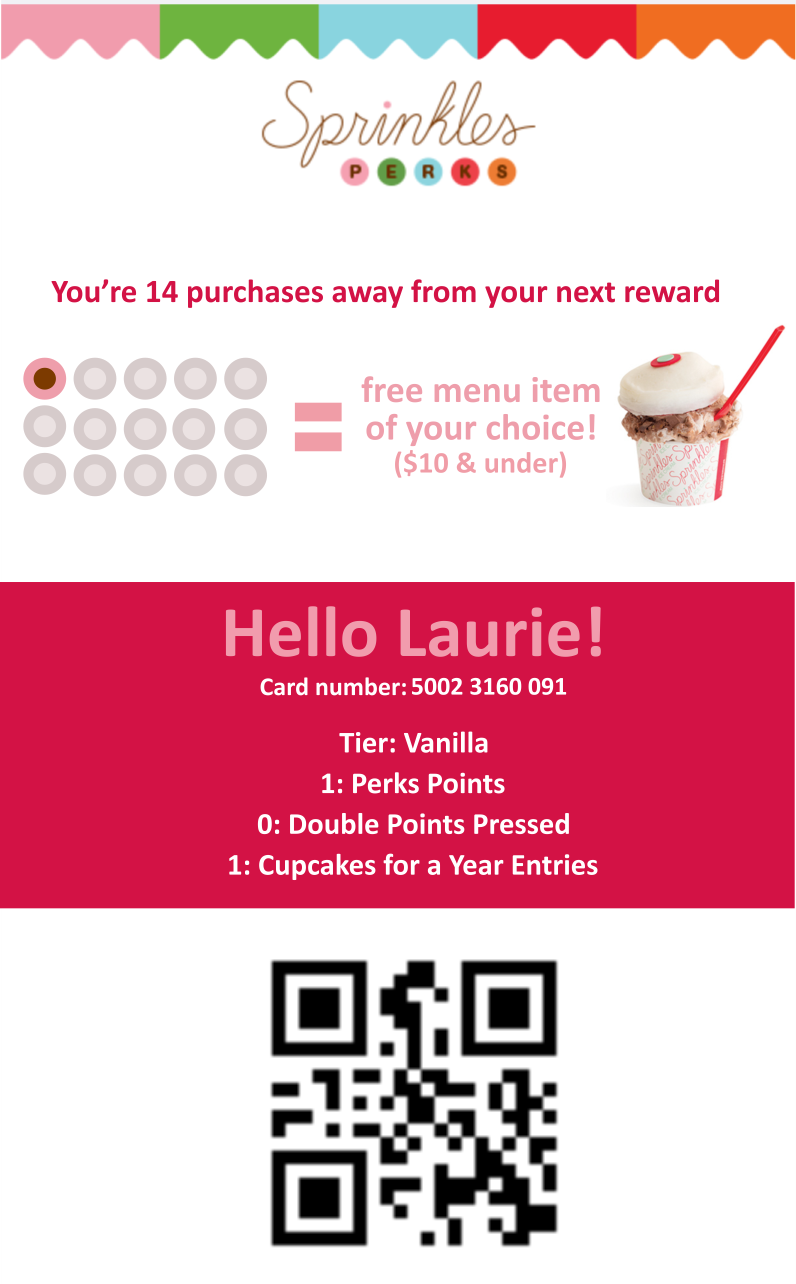 Sprinkles
PERKS
You're 14 purchases away from your next reward
free menu item
of your choice!
($10 & under)
Hello Laurie!
Card number: 5002 3160 091
Tier: Vanilla
1: Perks Points
0: Double Points Pressed
1: Cupcakes for a Year Entries